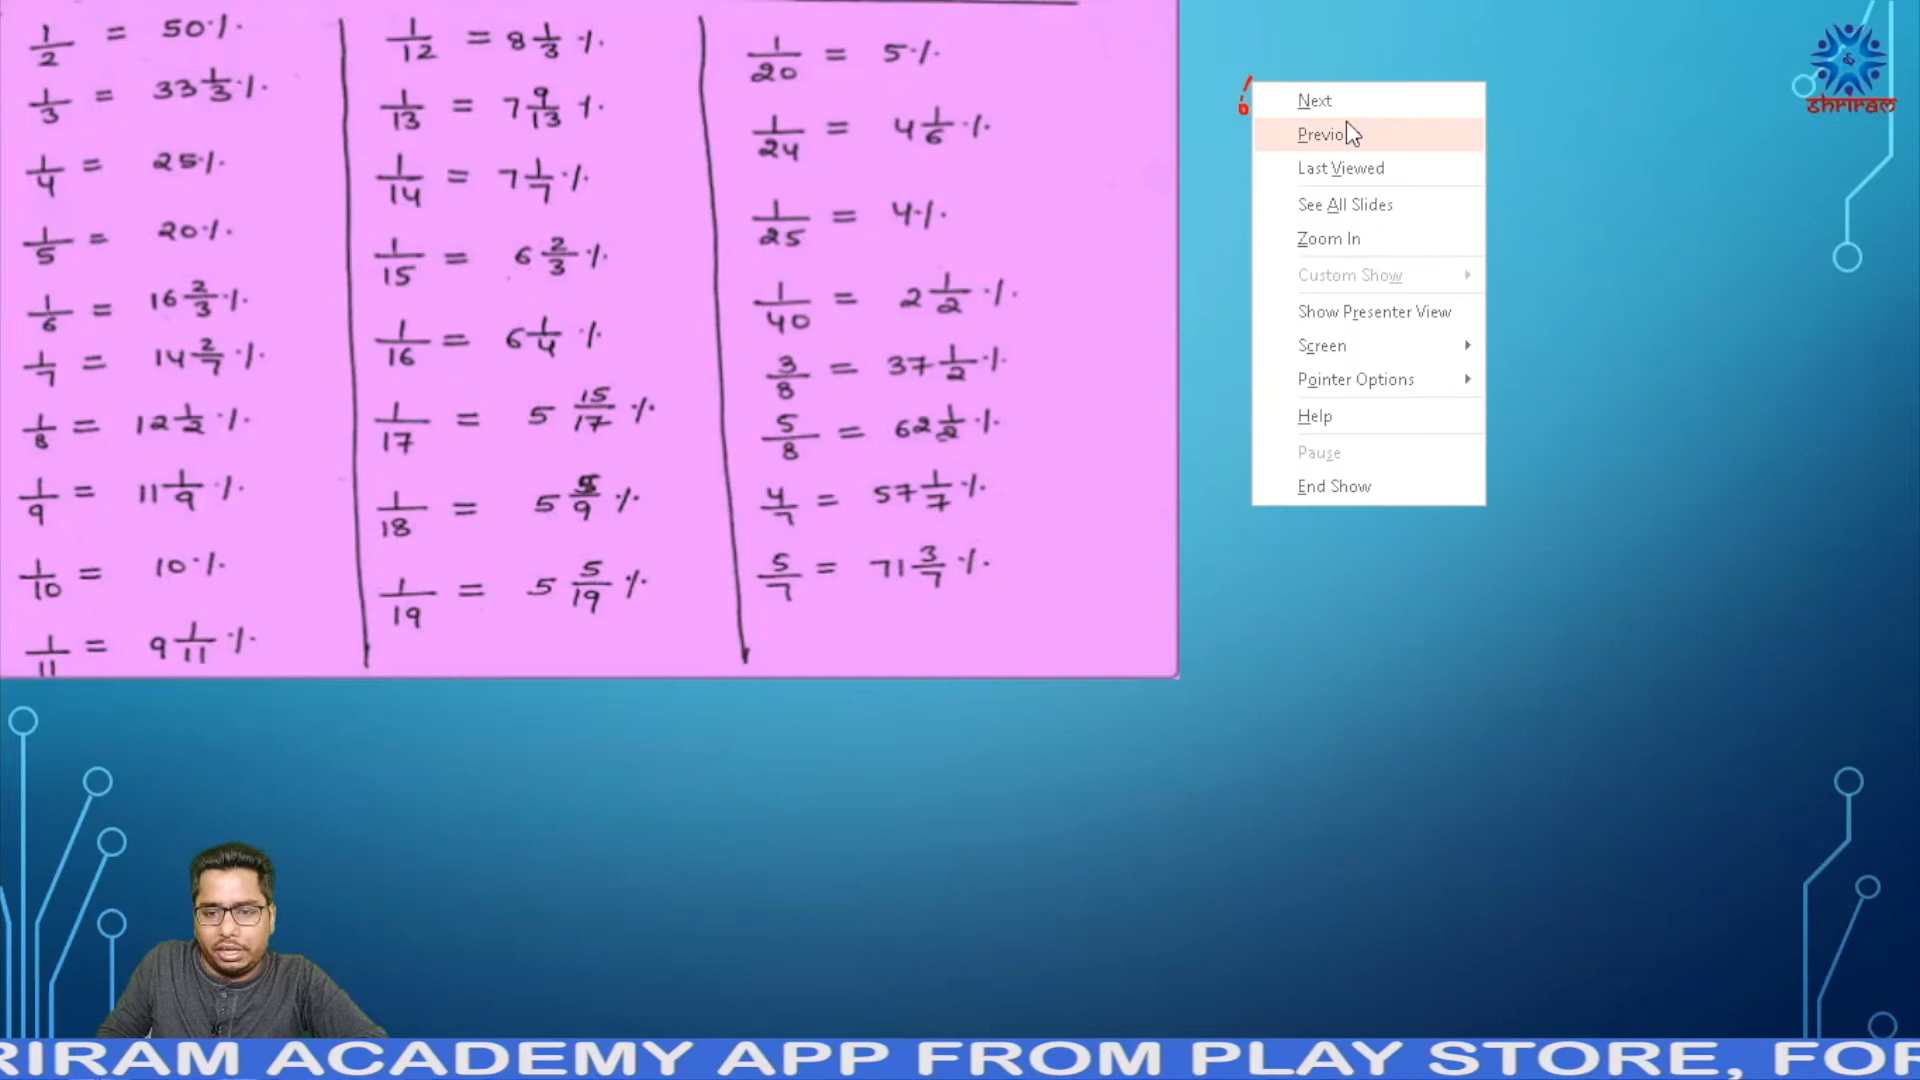 1/2 = 50%
1/3 = 33 1/3%
1/4 = 25%
1/5 = 20%
1/6 = 16 2/3%
1/7 = 14 2/7%
1/8 = 12 1/2%
1/9 = 11 1/9%
1/10 = 10%
1/11 = 9 1/11%
1/12 = 8 1/3%
1/13 = 7 9/13%
1/14 = 7 1/7%
1/15 = 6 2/3%
1/16 = 6 1/4%
1/17 = 5 15/17%
1/18 = 5 5/9%
1/19 = 5 5/19%
1/20 = 5%
1/24 = 4 1/6%
1/25 = 4%
1/40 = 2 1/2%
3/8 = 37 1/2%
5/8 = 62 1/2%
4/7 = 57 1/7%
5/7 = 71 3/7%
Next
Last Viewed
See All Slides
Zoom In
Custom Show
Show Presenter View
Screen
Pointer Options
Help
Pause
End Show
shriram
RIRAM ACADEMY APP FROM PLAY STORE, FOR